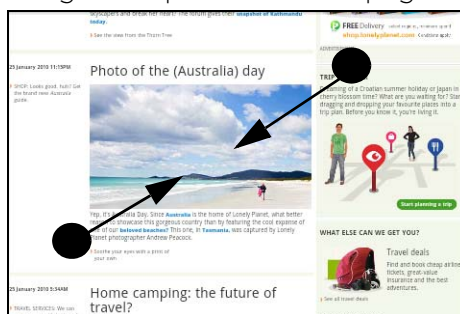 skyscrapers and break her heart? The forum gives their snapshot of Kathmandu
today.
See the view from the Thorn Tree
FREE Delivery
shop.lonelyplanet.com Conditions apply.
ADVERTISEMENT
25 January 2010 11:15PM
SHOP: Looks good, huh? Get
the brand new Australia
guide.
Photo of the (Australia) day
Yep, it's Australia Day. Since Australia is the home of Lonely Planet, what better
to showcase this gorgeous country than by featuring the cool expanse of
of our beloved beaches? This one, in Tasmania, was captured by Lonely
Planet photographer Andrew Peacock.
Soothe your eyes with a print of
your own.
25 January 2010 5:34AM
TRAVEL SERVICES: We can
Home camping: the future of
travel?
TRIP
Dreaming of a Croatian summer holiday or Japan in
cherry blossom time? What are you waiting for? Start
dragging and dropping your favourite places into a
trip plan. Before you know it, you're living it.
Start planning a trip
WHAT ELSE CAN WE GET YOU?
Travel deals
Find and book cheap airline
tickets, great-value
insurance and the best
adventures.
See all travel deals